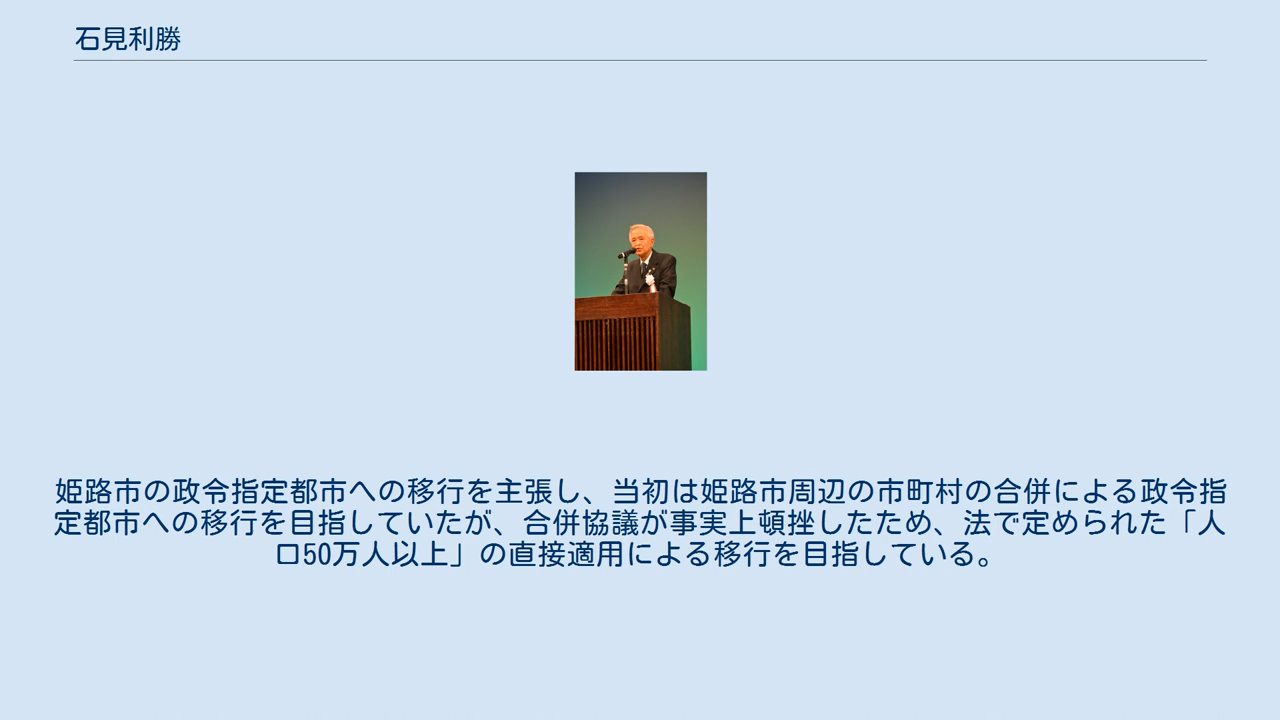 石見利勝
姫路市の政令指定都市への移行を主張し、当初は姫路市周辺の市町村の合併による政令指
定都市への移行を目指していたが、合併協議が事実上頓挫したため、法で定められた「人
口50万人以上」の直接適用による移行を目指している。